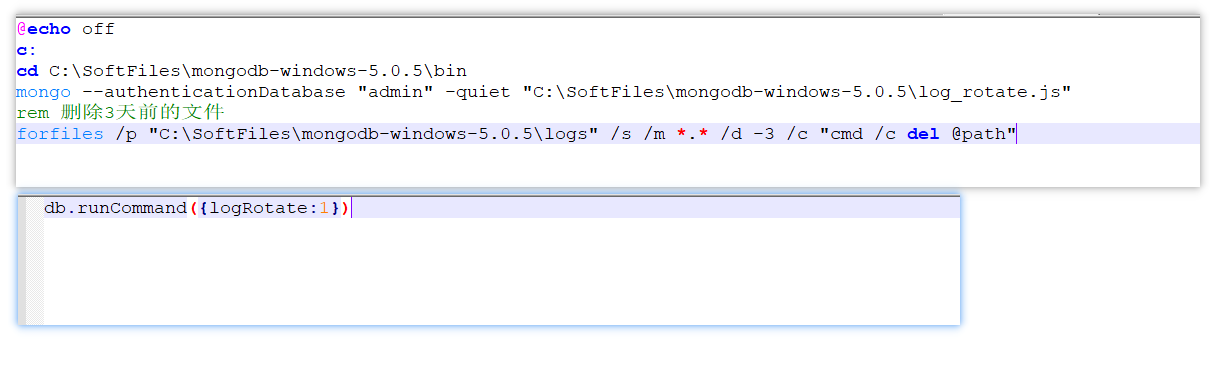 @echo off
c:
cd C:\SoftFiles\mongodb-windows-5.0.5\bin
mongo --authenticationDatabase "admin" -quiet "C:\SoftFiles\mongodb-windows-5.0.5\log_rotate.js"
rem 删除3天前的文件
forfiles /p "C:\SoftFiles\mongodb-windows-5.0.5\logs" /s /m *.* /d -3 /c "cmd /c del @path"
db.runCommand({logRotate:1})